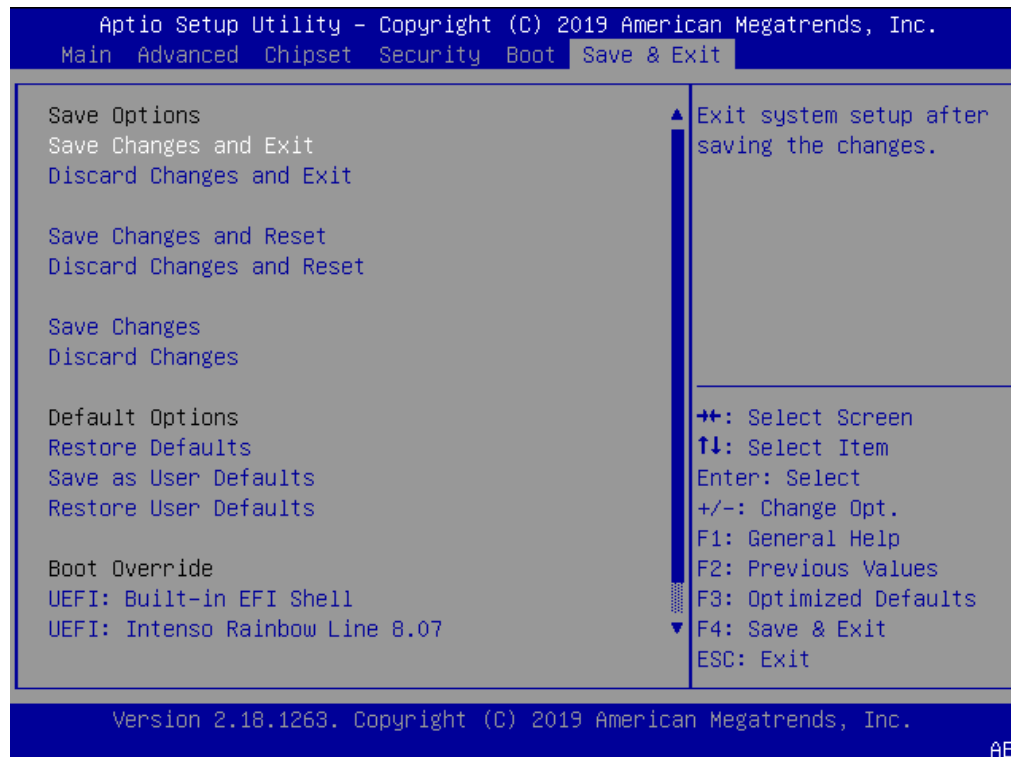 Aptio Setup Utility – Copyright (C) 2019 American Megatrends, Inc.
Main Advanced Chipset Security Boot Save & Exit
Save Options
Save Changes and Exit
Discard Changes and Exit
Save Changes and Reset
Discard Changes and Reset
Save Changes
Discard Changes
Default Options
Restore Defaults
Save as User Defaults
Restore User Defaults
Boot Override
UEFI: Built-in EFI Shell
UEFI: Intenso Rainbow Line 8.07
Exit system setup after
saving the changes.
→←: Select Screen
↑↓: Select Item
Enter: Select
+/-: Change Opt.
F1: General Help
F2: Previous Values
F3: Optimized Defaults
F4: Save & Exit
ESC: Exit
Version 2.18.1263. Copyright (C) 2019 American Megatrends, Inc.
AB